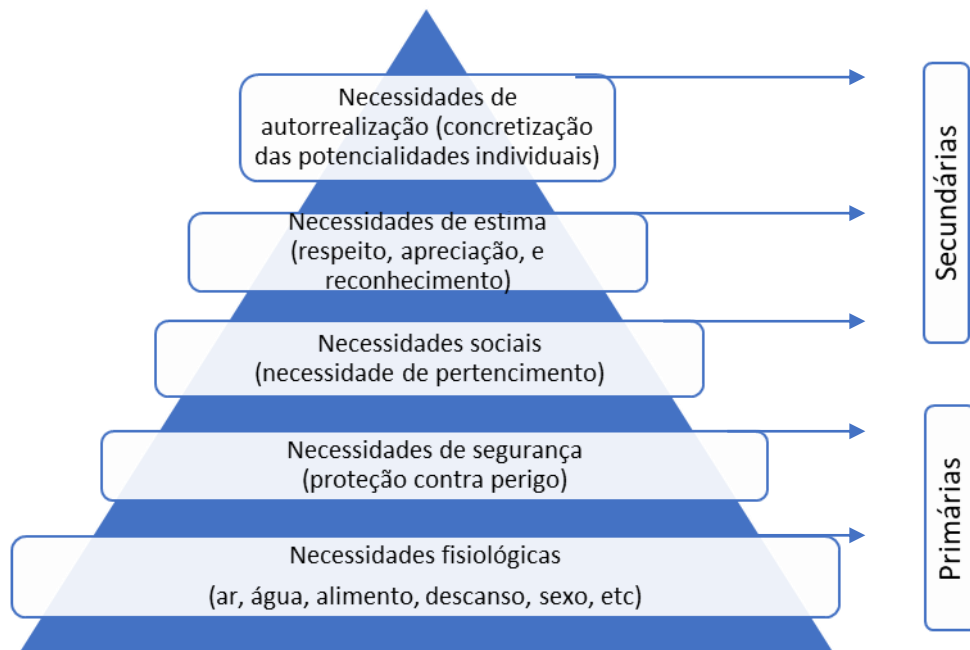 Necessidades de
autorrealização (concretização
das potencialidades individuais)
Necessidades de estima
(respeito, apreciação, e
reconhecimento)
Necessidades sociais
(necessidade de pertencimento)
Necessidades de segurança
(proteção contra perigo)
Necessidades fisiológicas
(ar, água, alimento, descanso, sexo, etc)
Secundárias
Primárias